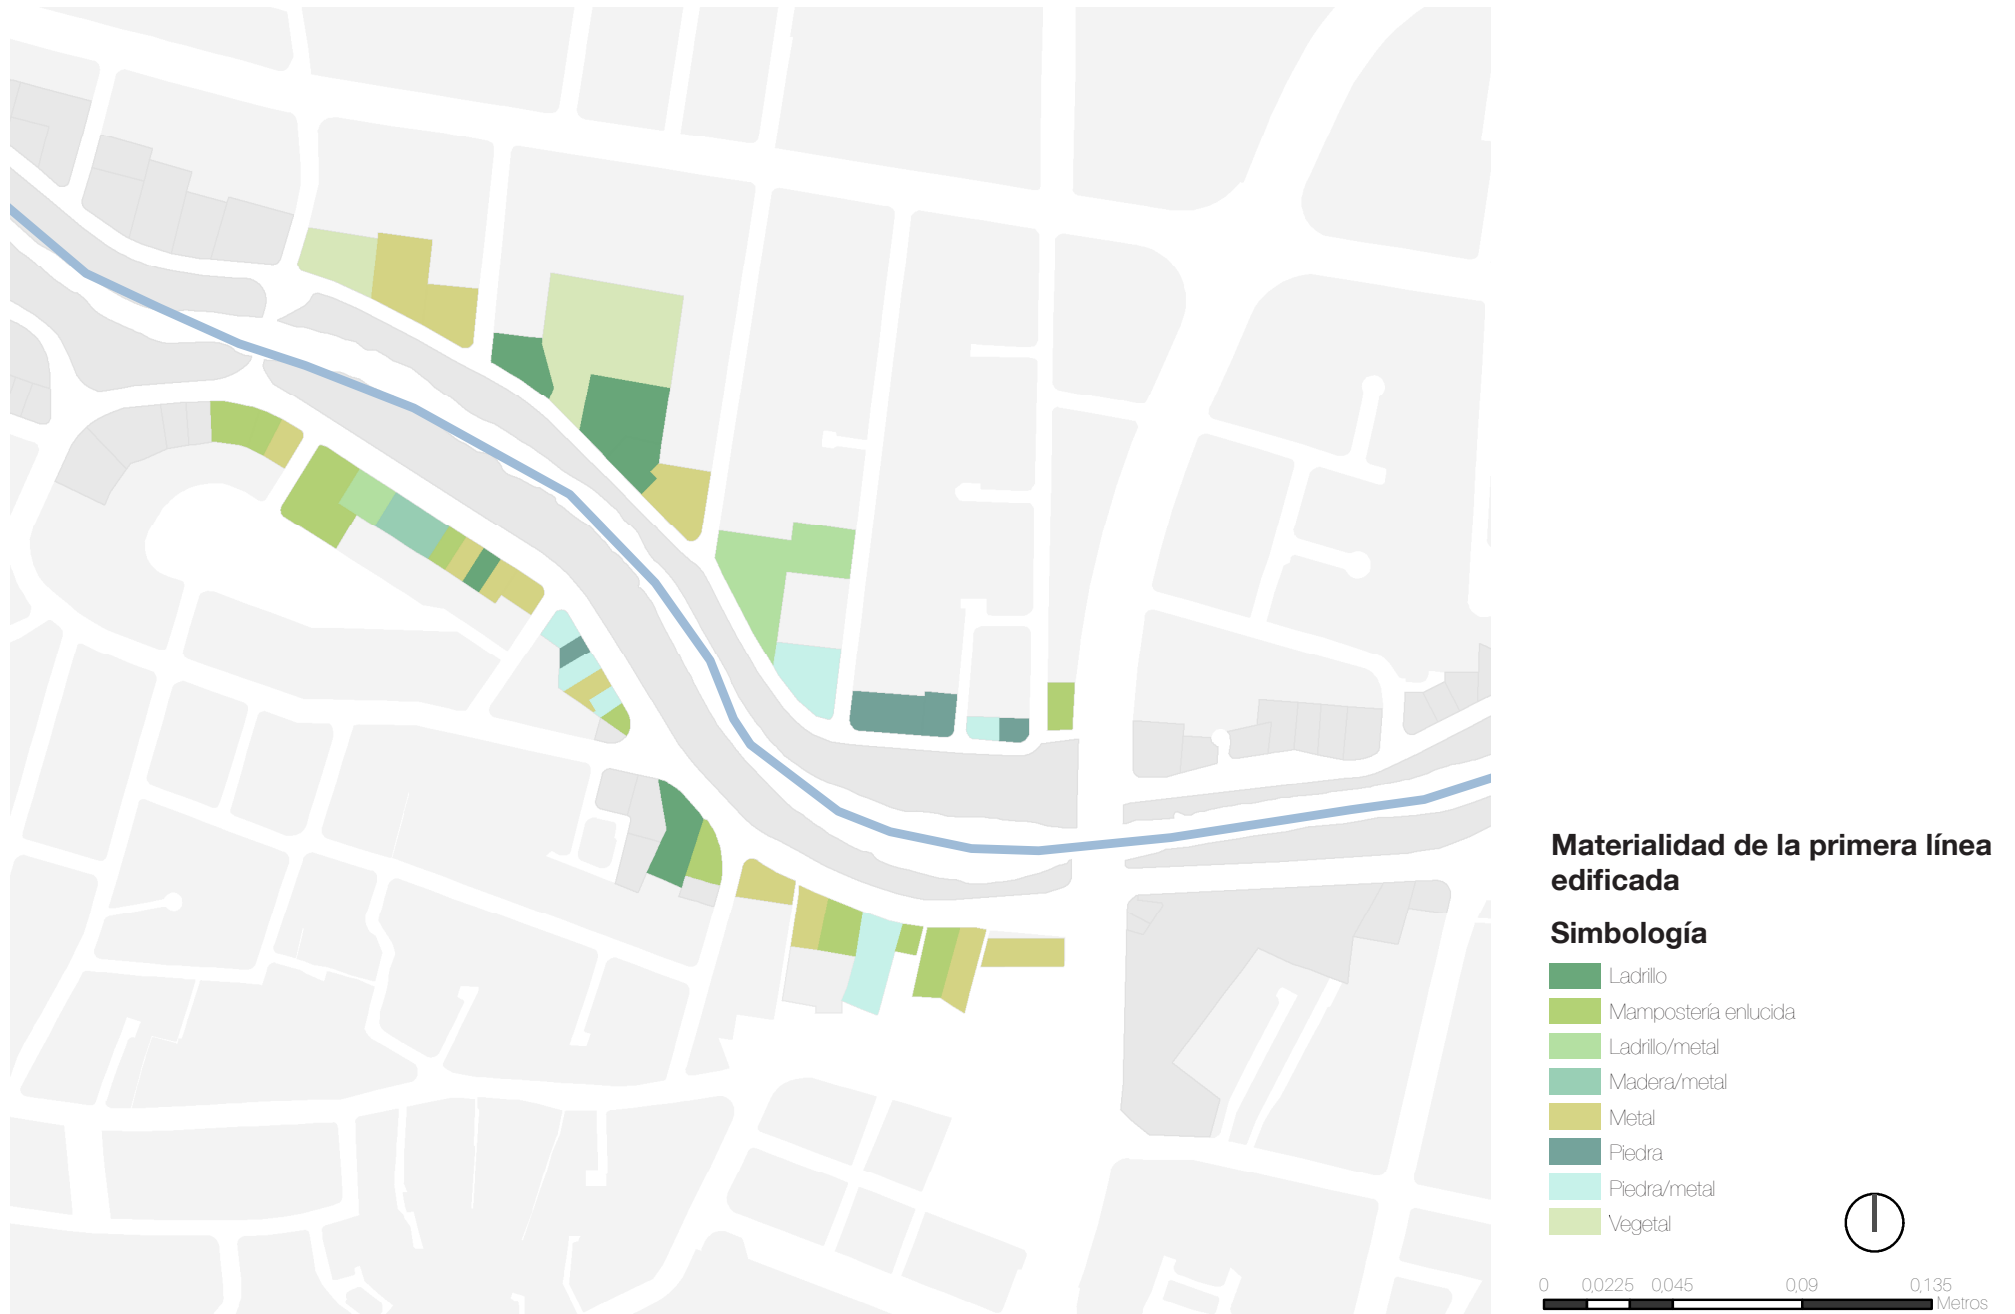 Materialidad de la primera línea
edificada
Simbología
Ladrillo
Mampostería enlucida
Ladrillo/metal
Madera/metal
Metal
Piedra
Piedra/metal
Vegetal
0 0,0225 0,045 0,09 0,135
Metros